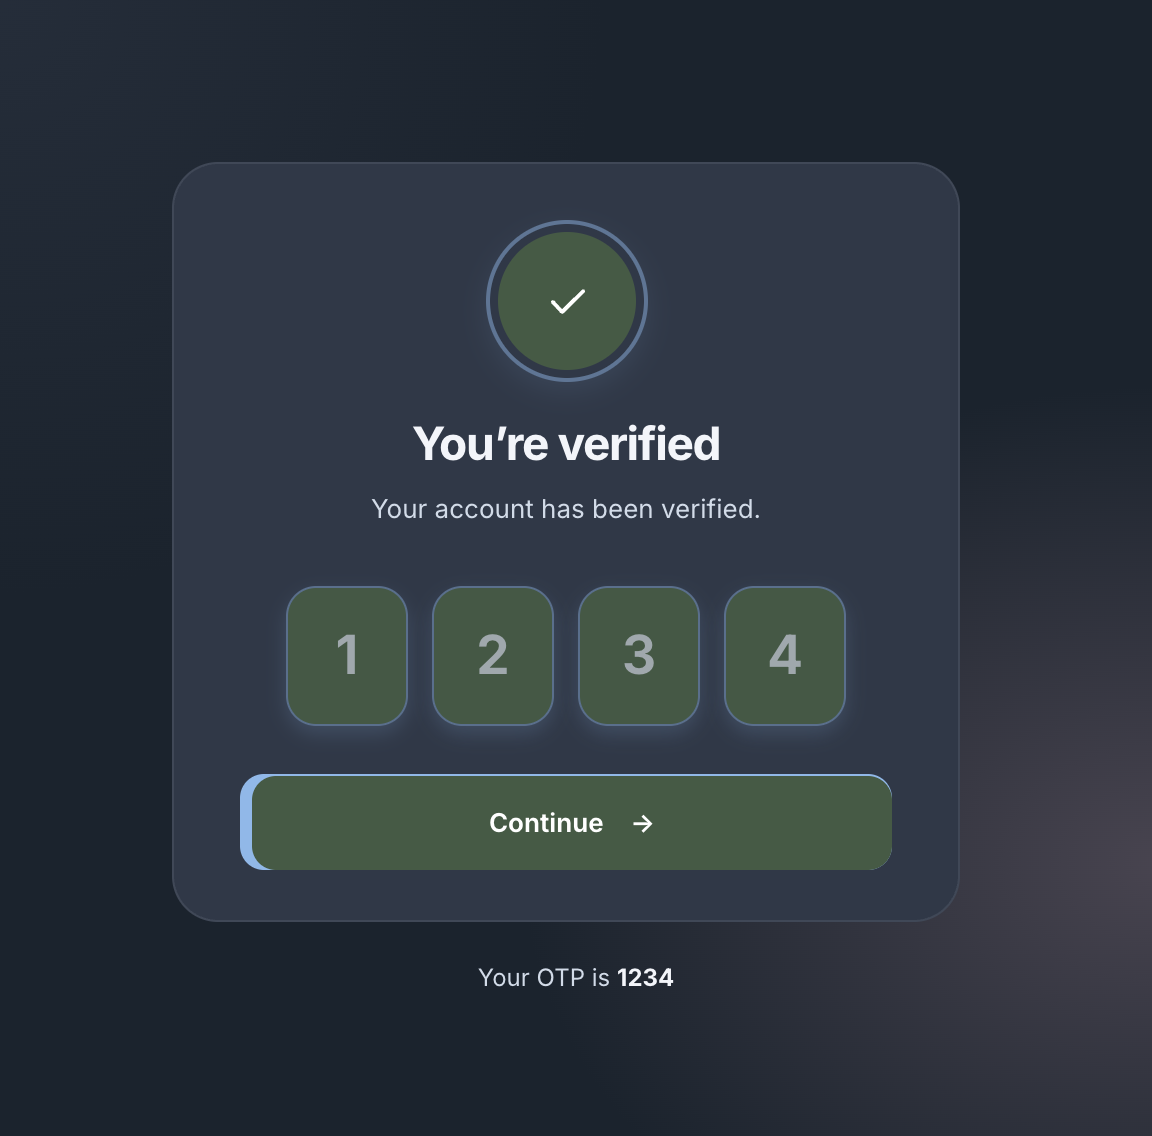 You’re verified
Your account has been verified.
1 2 3 4
Continue →
Your OTP is 1234